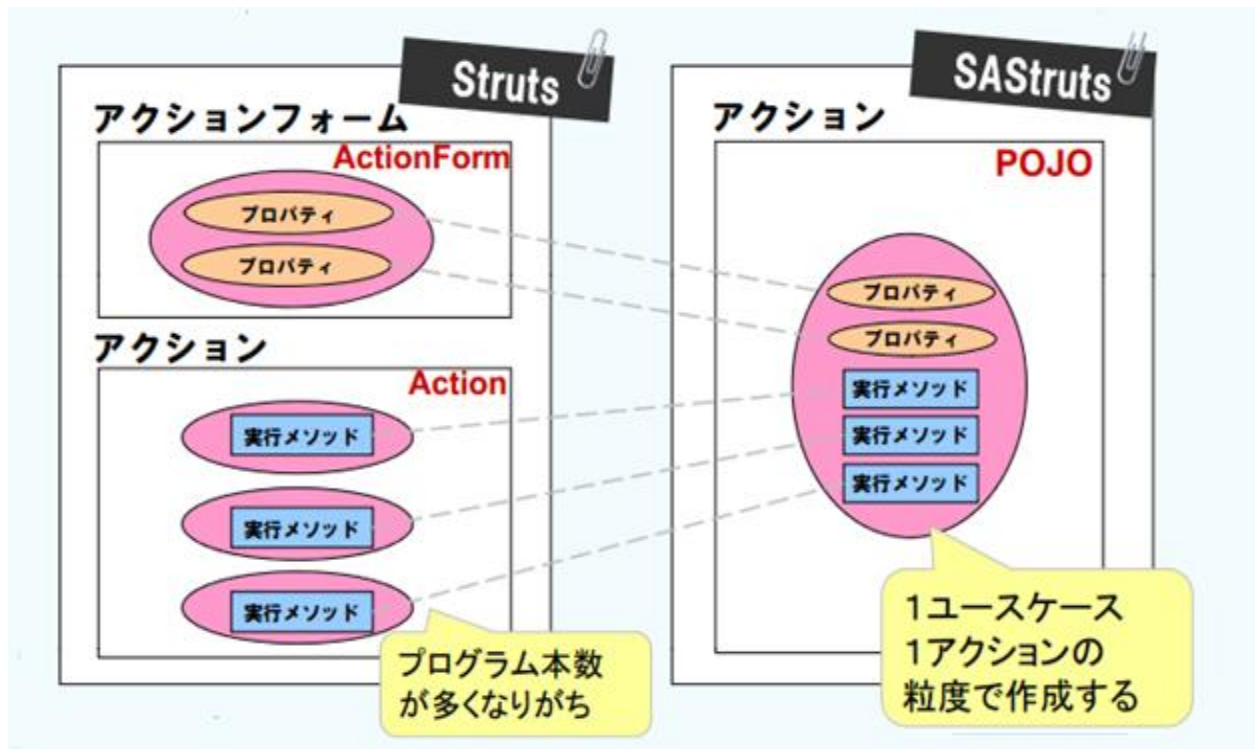 Struts
アクションフォーム
ActionForm
プロパティ
プロパティ
アクション
Action
実行メソッド
実行メソッド
実行メソッド
プログラム本数
が多くなりがち
SAStruts
アクション
POJO
プロパティ
プロパティ
実行メソッド
実行メソッド
実行メソッド
1ユースケース
1アクションの
粒度で作成する